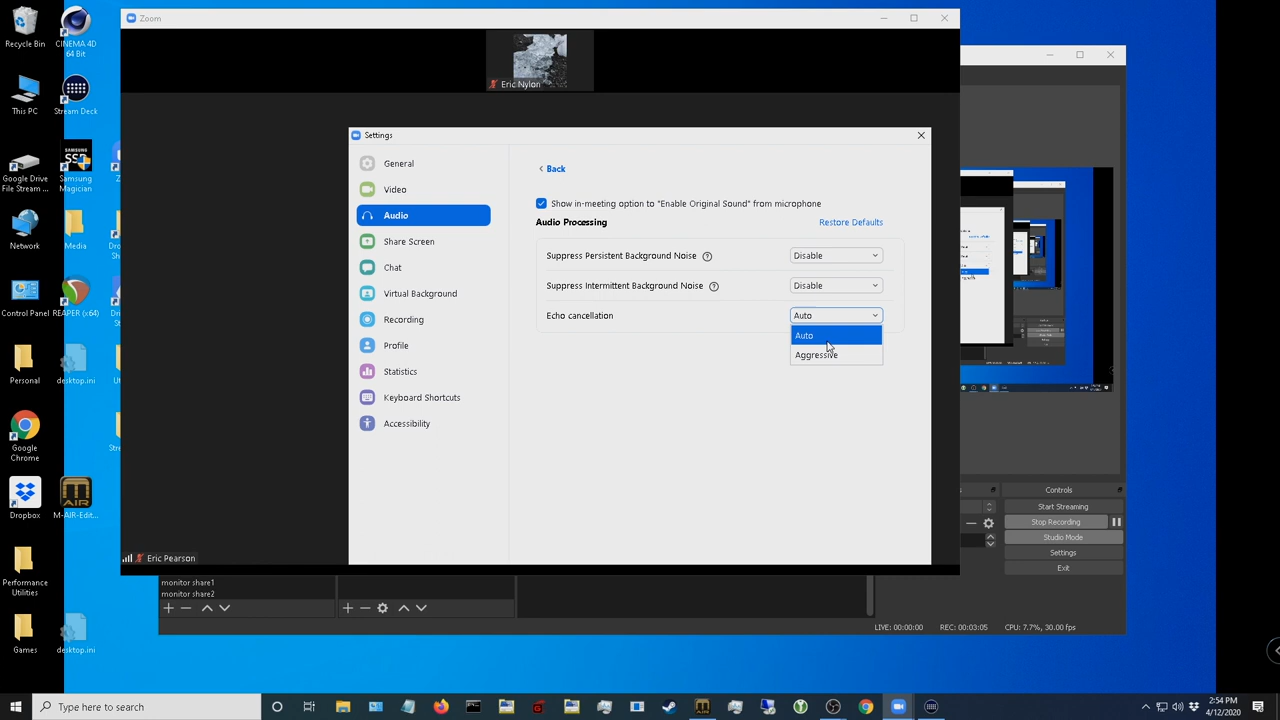 Recycle Bin
CINEMA 4D
64 Bit
This PC
Stream Deck
Google Drive
File Stream ...
Samsung
Magician
Network
Media
Control Panel
REAPER (x64)
Personal
desktop.ini
Google
Chrome
Dropbox
M-AIR-Edit...
Performance
Utilities
Games
desktop.ini
Zoom
Eric Nylon
Settings
General
Video
Audio
Share Screen
Chat
Virtual Background
Recording
Profile
Statistics
Keyboard Shortcuts
Accessibility
Back
Show in-meeting option to "Enable Original Sound" from microphone
Audio Processing
Restore Defaults
Suppress Persistent Background Noise
Disable
Suppress Intermittent Background Noise
Disable
Echo cancellation
Auto
Auto
Aggressive
Eric Pearson
monitor share1
monitor share2
Controls
Start Streaming
Stop Recording
Studio Mode
Settings
Exit
LIVE: 00:00:00
REC: 00:03:05
CPU: 7.7%, 30.00 fps
Type here to search
2:54 PM
4/12/2020